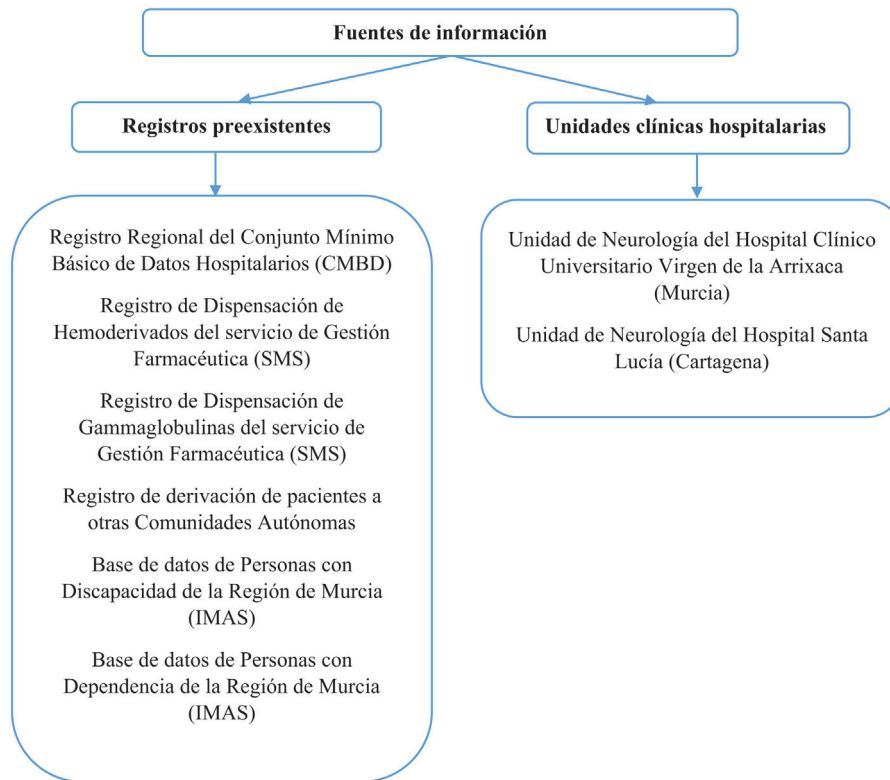 Fuentes de información
Registros preexistentes
Registro Regional del Conjunto Mínimo
Básico de Datos Hospitalarios (CMBD)
Registro de Dispensación de
Hemoderivados del servicio de Gestión
Farmacéutica (SMS)
Registro de Dispensación de
Gammaglobulinas del servicio de
Gestión Farmacéutica (SMS)
Registro de derivación de pacientes a
otras Comunidades Autónomas
Base de datos de Personas con
Discapacidad de la Región de Murcia
(IMAS)
Base de datos de Personas con
Dependencia de la Región de Murcia
(IMAS)
Unidades clínicas hospitalarias
Unidad de Neurología del Hospital Clínico
Universitario Virgen de la Arrixaca
(Murcia)
Unidad de Neurología del Hospital Santa
Lucía (Cartagena)